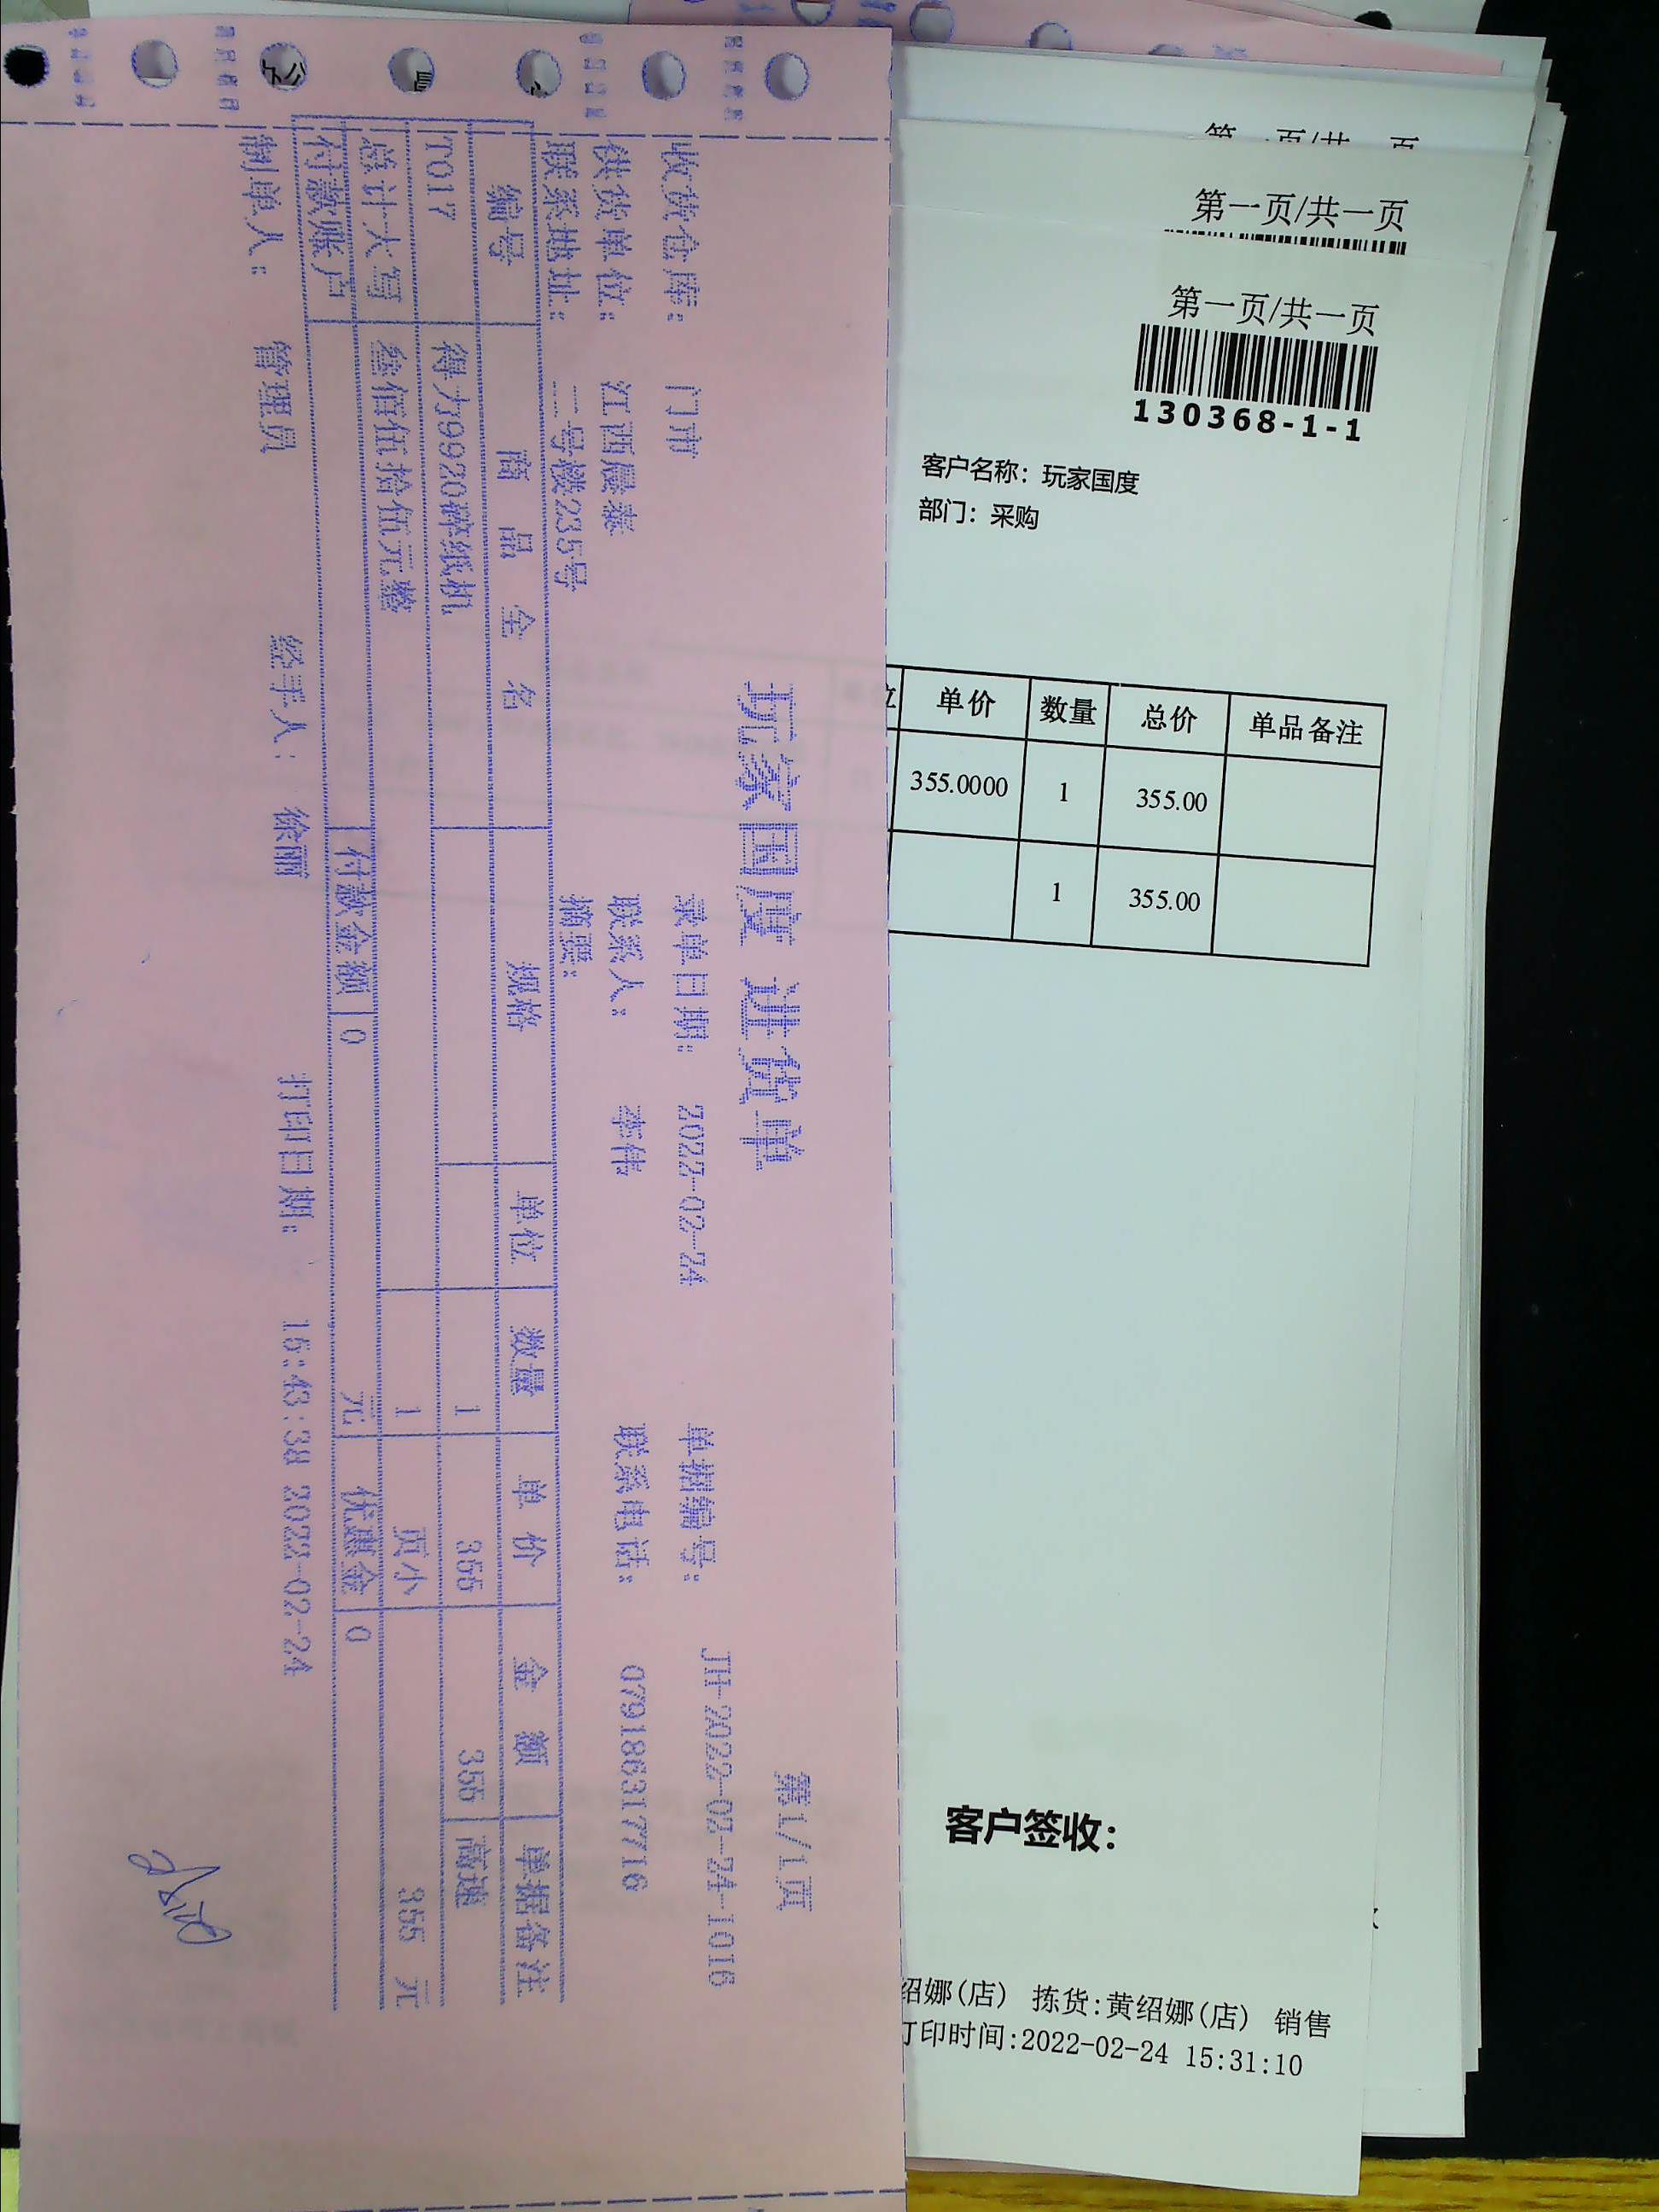 玩家国度 进货单
第1/1页
收货仓库: 门市 录单日期: 2022-02-24 单据编号: JH-2022-02-24-1016
供货单位: 江西晨泰 联系人: 李伟 联系电话: 079186317716
联系地址: 二号楼235号 摘要:
编号 商品全名 规格 单位 数量 单价 金额 单据备注
T017 得力9920碎纸机 1 355 355 高速
总计大写 叁佰伍拾伍元整 1 页小 355 元
付款账户 付款金额 0 元 优惠金 0
制单人: 管理员 经手人: 徐丽 打印日期: 16:43:38 2022-02-24
第一页/共一页
第一页/共一页
第一页/共一页
130368-1-1
客户名称: 玩家国度
部门: 采购
单价 数量 总价 单品备注
355.0000 1 355.00
1 355.00
客户签收:
绍娜(店) 拣货:黄绍娜(店) 销售
打印时间:2022-02-24 15:31:10